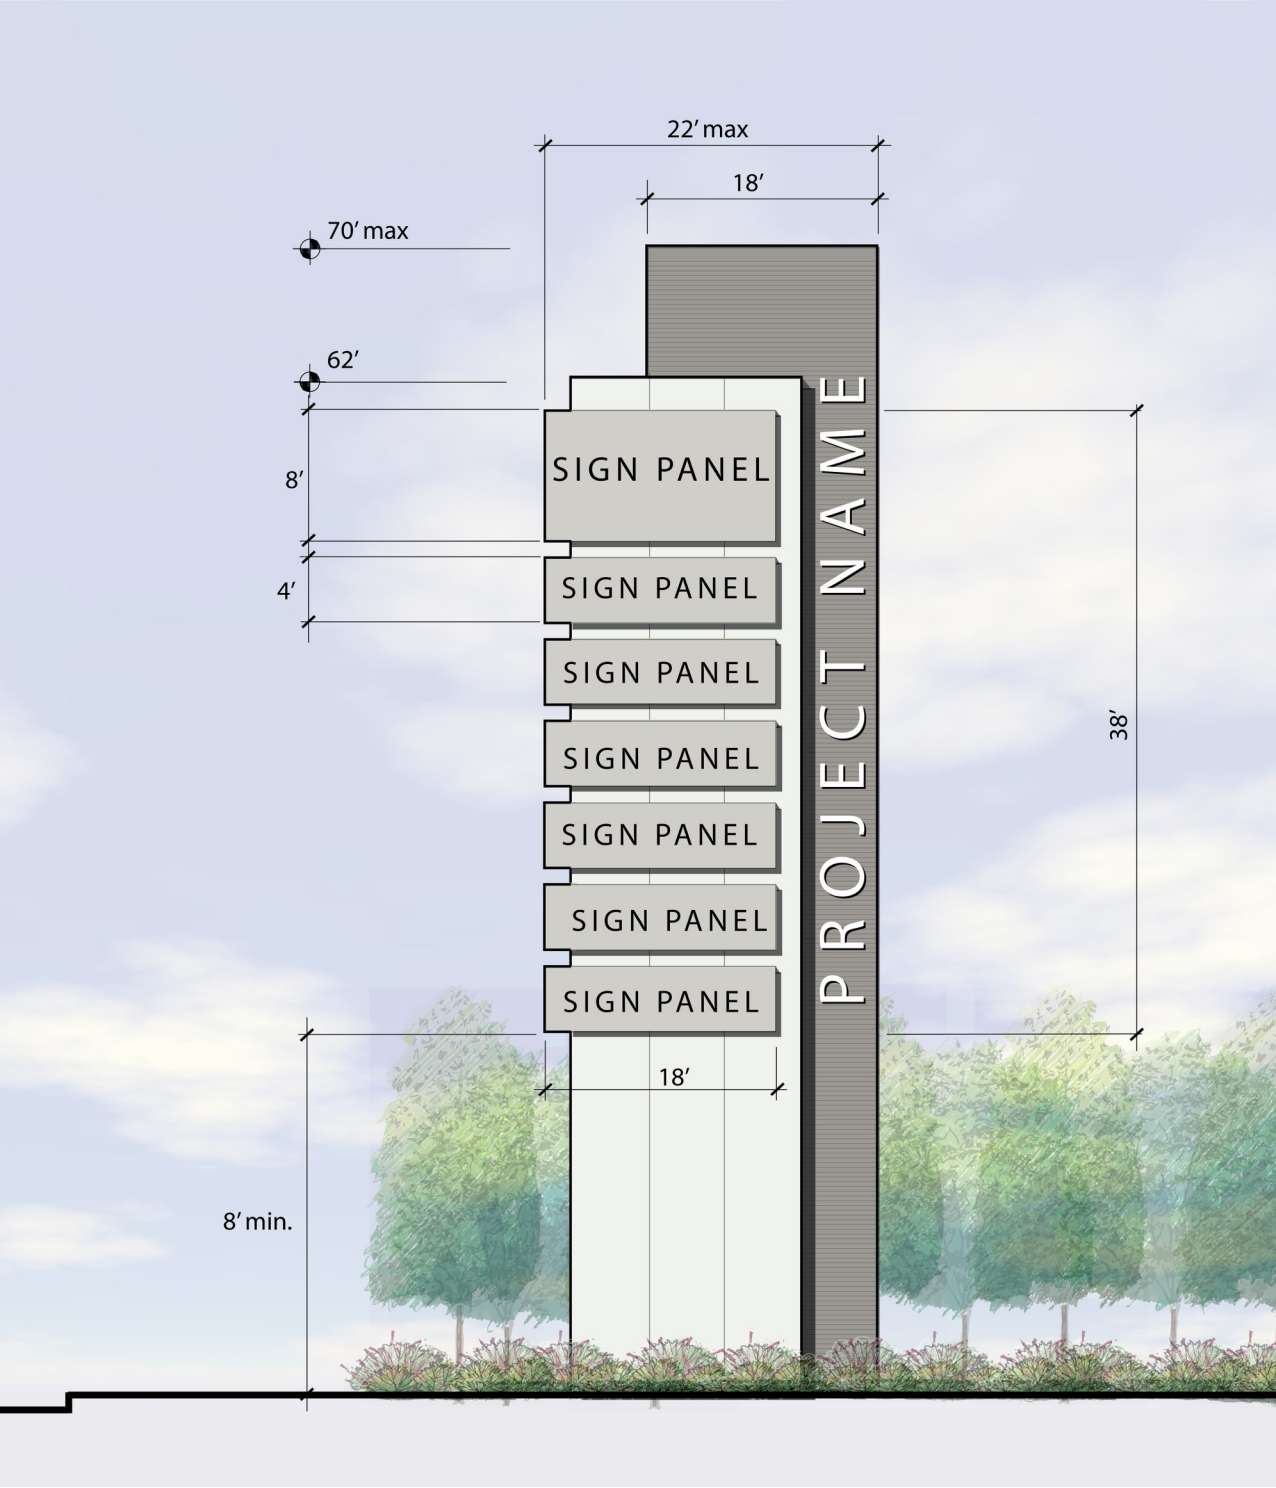 22’ max
18’
70’ max
62’
8’
SIGN PANEL
4’
SIGN PANEL
SIGN PANEL
SIGN PANEL
SIGN PANEL
SIGN PANEL
SIGN PANEL
PROJECT NAME
38’
18’
8’ min.